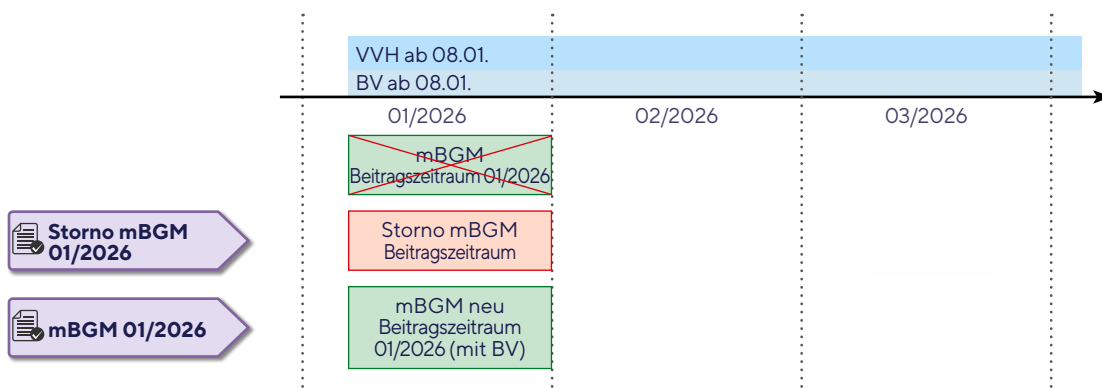 VVH ab 08.01.
BV ab 08.01.
01/2026
02/2026
03/2026
mBGM
Beitragszeitraum 01/2026
Storno mBGM
01/2026
Storno mBGM
Beitragszeitraum
mBGM 01/2026
mBGM neu
Beitragszeitraum
01/2026 (mit BV)